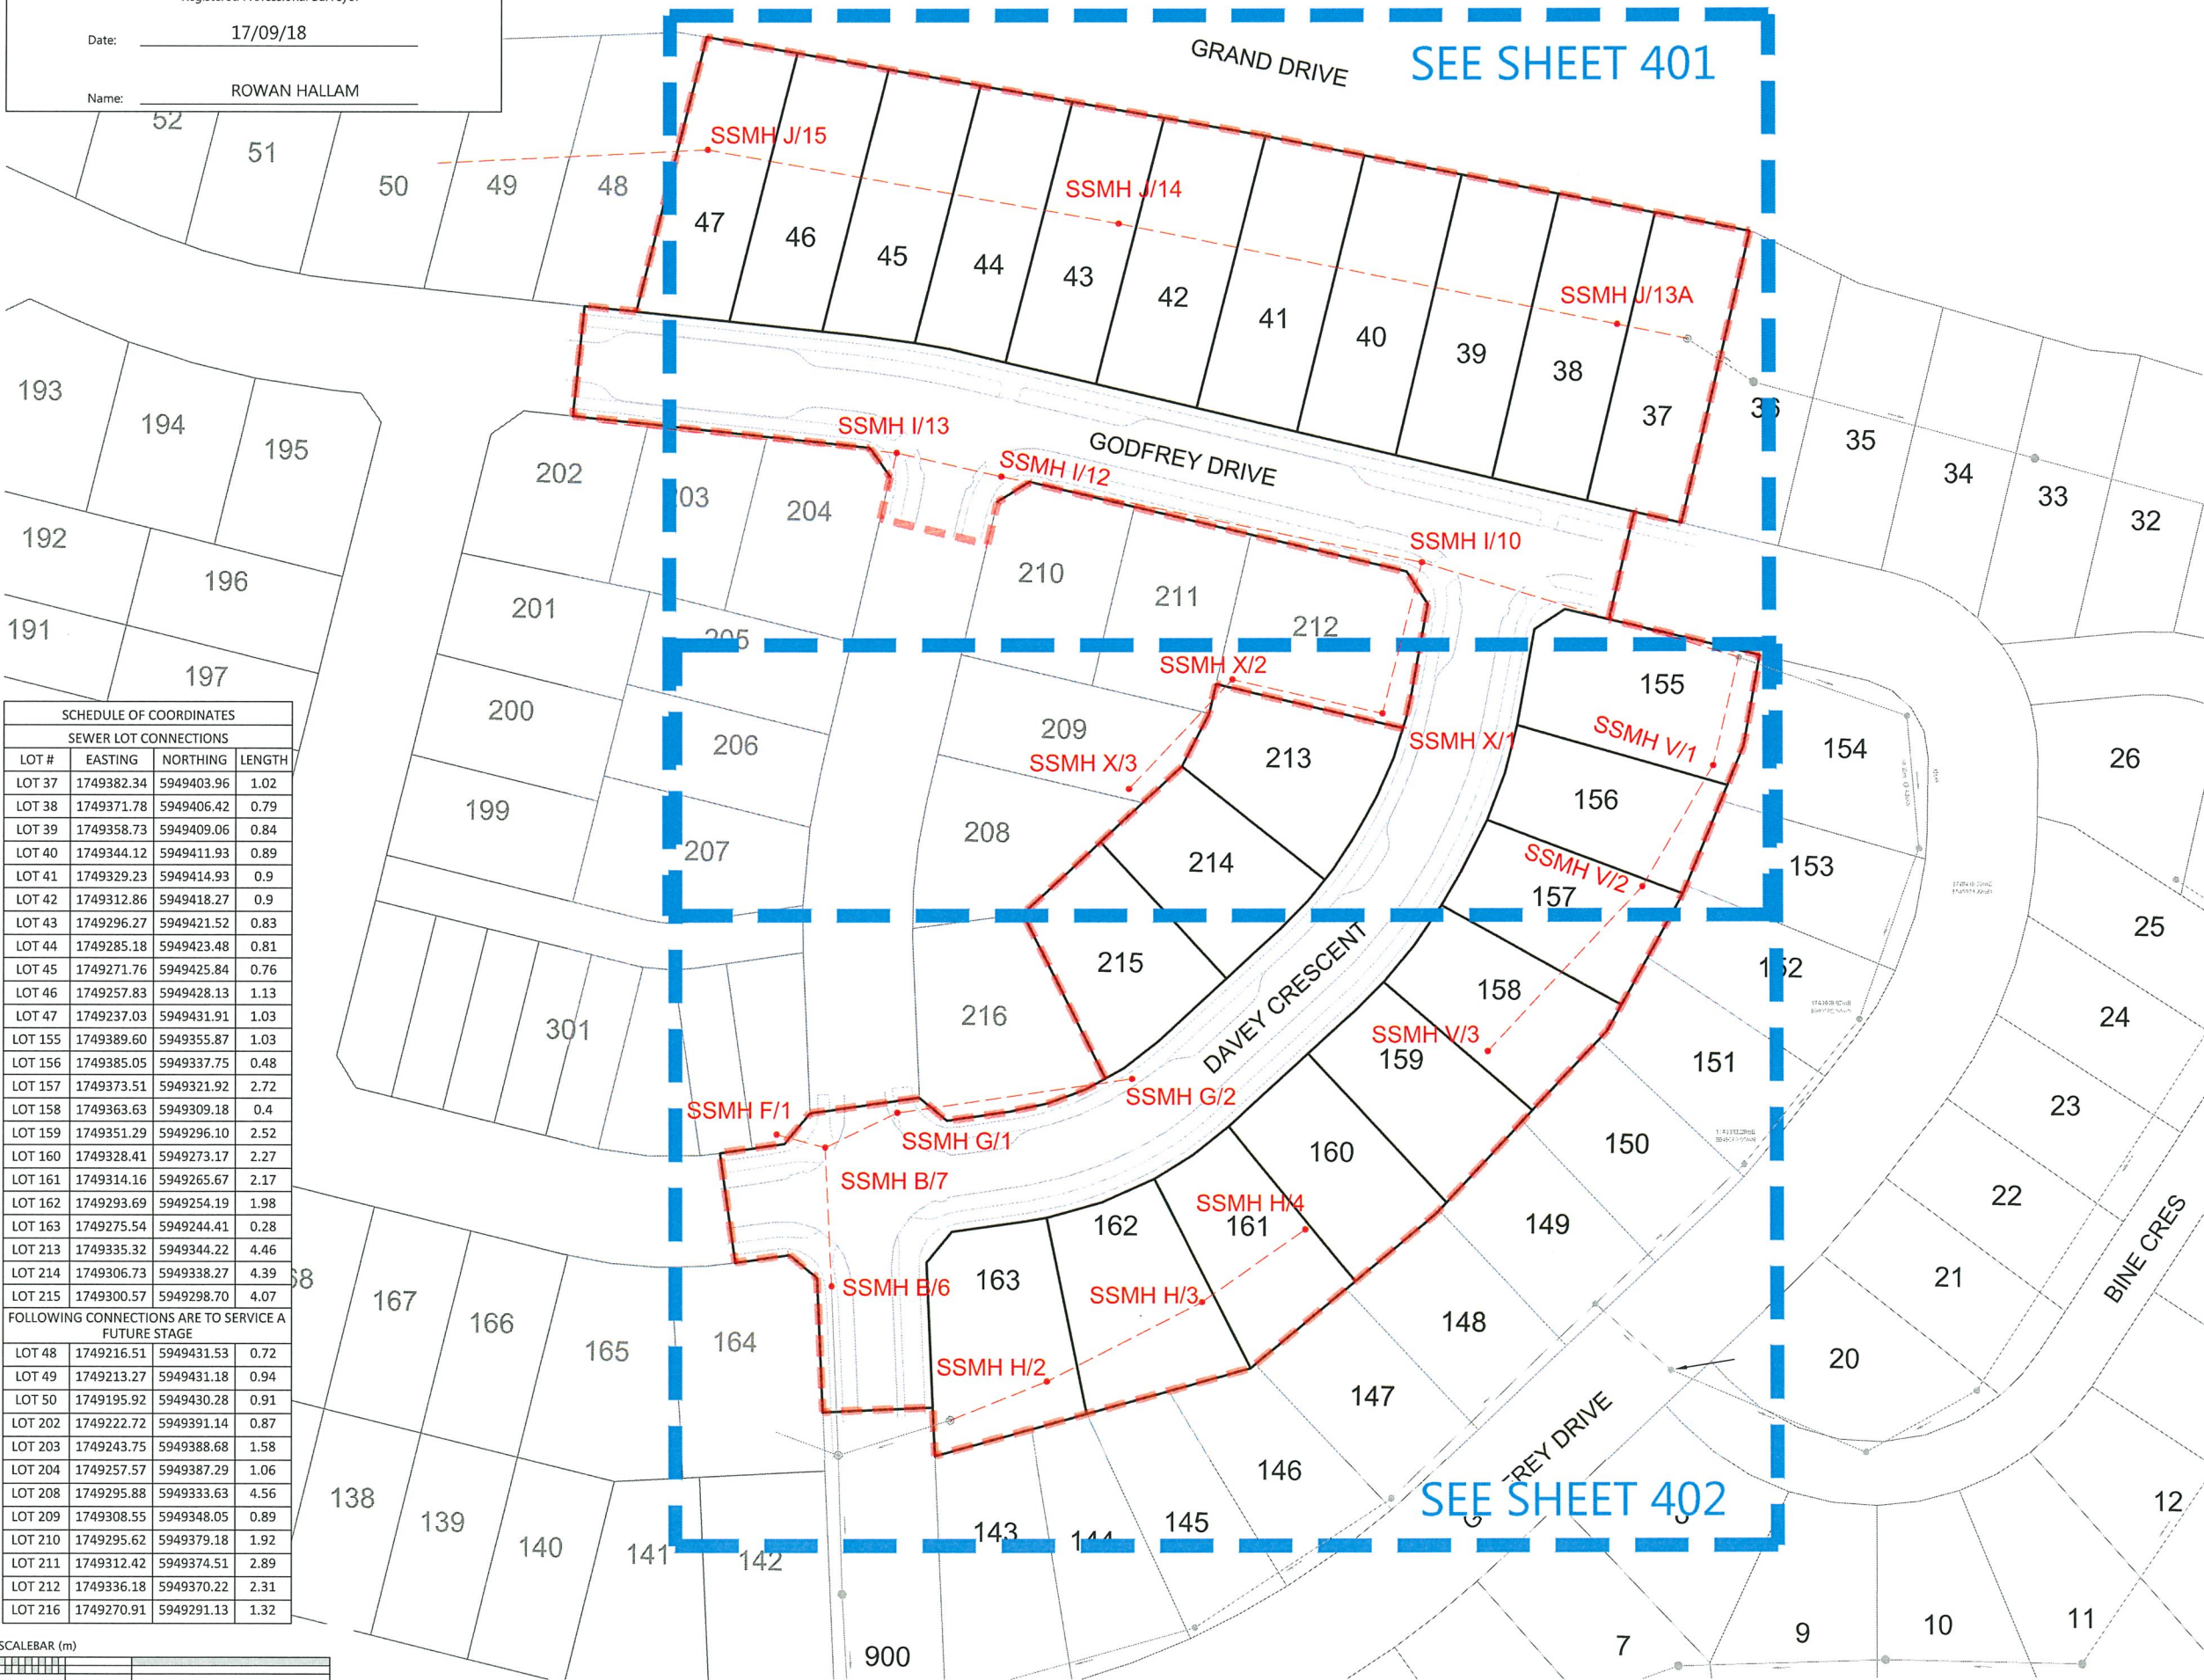 Date: 17/09/18
Name: ROWAN HALLAM
GRAND DRIVE
SEE SHEET 401
52
51
50
49
48
47
46
45
44
43
42
41
40
39
38
37
36
35
34
33
32
SSMH J/15
SSMH J/14
SSMH J/13A
193
194
195
192
196
191
197
202
203
204
201
205
200
206
199
207
SSMH I/13
SSMH I/12
GODFREY DRIVE
SSMH I/10
210
211
212
SSMH X/2
209
SSMH X/3
SSMH X/1
213
208
214
215
216
155
SSMH V/1
156
SSMH V/2
157
158
SSMH V/3
159
154
153
152
151
150
149
148
147
146
145
144
143
142
141
140
139
138
26
25
24
23
22
21
20
BINE CRES
DAVEY CRESCENT
301
SSMH F/1
SSMH G/1
SSMH G/2
SSMH B/7
SSMH B/6
160
SSMH H/4
161
162
SSMH H/3
163
SSMH H/2
164
165
166
167
SEE SHEET 402
12
11
10
9
7
900
SCHEDULE OF COORDINATES
SEWER LOT CONNECTIONS
LOT # EASTING NORTHING LENGTH
LOT 37 1749382.34 5949403.96 1.02
LOT 38 1749371.78 5949406.42 0.79
LOT 39 1749358.73 5949409.06 0.84
LOT 40 1749344.12 5949411.93 0.89
LOT 41 1749329.23 5949414.93 0.9
LOT 42 1749312.86 5949418.27 0.9
LOT 43 1749296.27 5949421.52 0.83
LOT 44 1749285.18 5949423.48 0.81
LOT 45 1749271.76 5949425.84 0.76
LOT 46 1749257.83 5949428.13 1.13
LOT 47 1749237.03 5949431.91 1.03
LOT 155 1749389.60 5949355.87 1.03
LOT 156 1749385.05 5949337.75 0.48
LOT 157 1749373.51 5949321.92 2.72
LOT 158 1749363.63 5949309.18 0.4
LOT 159 1749351.29 5949296.10 2.52
LOT 160 1749328.41 5949273.17 2.27
LOT 161 1749314.16 5949265.67 2.17
LOT 162 1749293.69 5949254.19 1.98
LOT 163 1749275.54 5949244.41 0.28
LOT 213 1749335.32 5949344.22 4.46
LOT 214 1749306.73 5949338.27 4.39
LOT 215 1749300.57 5949298.70 4.07
FOLLOWING CONNECTIONS ARE TO SERVICE A
FUTURE STAGE
LOT 48 1749216.51 5949431.53 0.72
LOT 49 1749213.27 5949431.18 0.94
LOT 50 1749195.92 5949430.28 0.91
LOT 202 1749222.72 5949391.14 0.87
LOT 203 1749243.75 5949388.68 1.58
LOT 204 1749257.57 5949387.29 1.06
LOT 208 1749295.88 5949333.63 4.56
LOT 209 1749308.55 5949348.05 0.89
LOT 210 1749295.62 5949379.18 1.92
LOT 211 1749312.42 5949374.51 2.89
LOT 212 1749336.18 5949370.22 2.31
LOT 216 1749270.91 5949291.13 1.32
SCALEBAR (m)